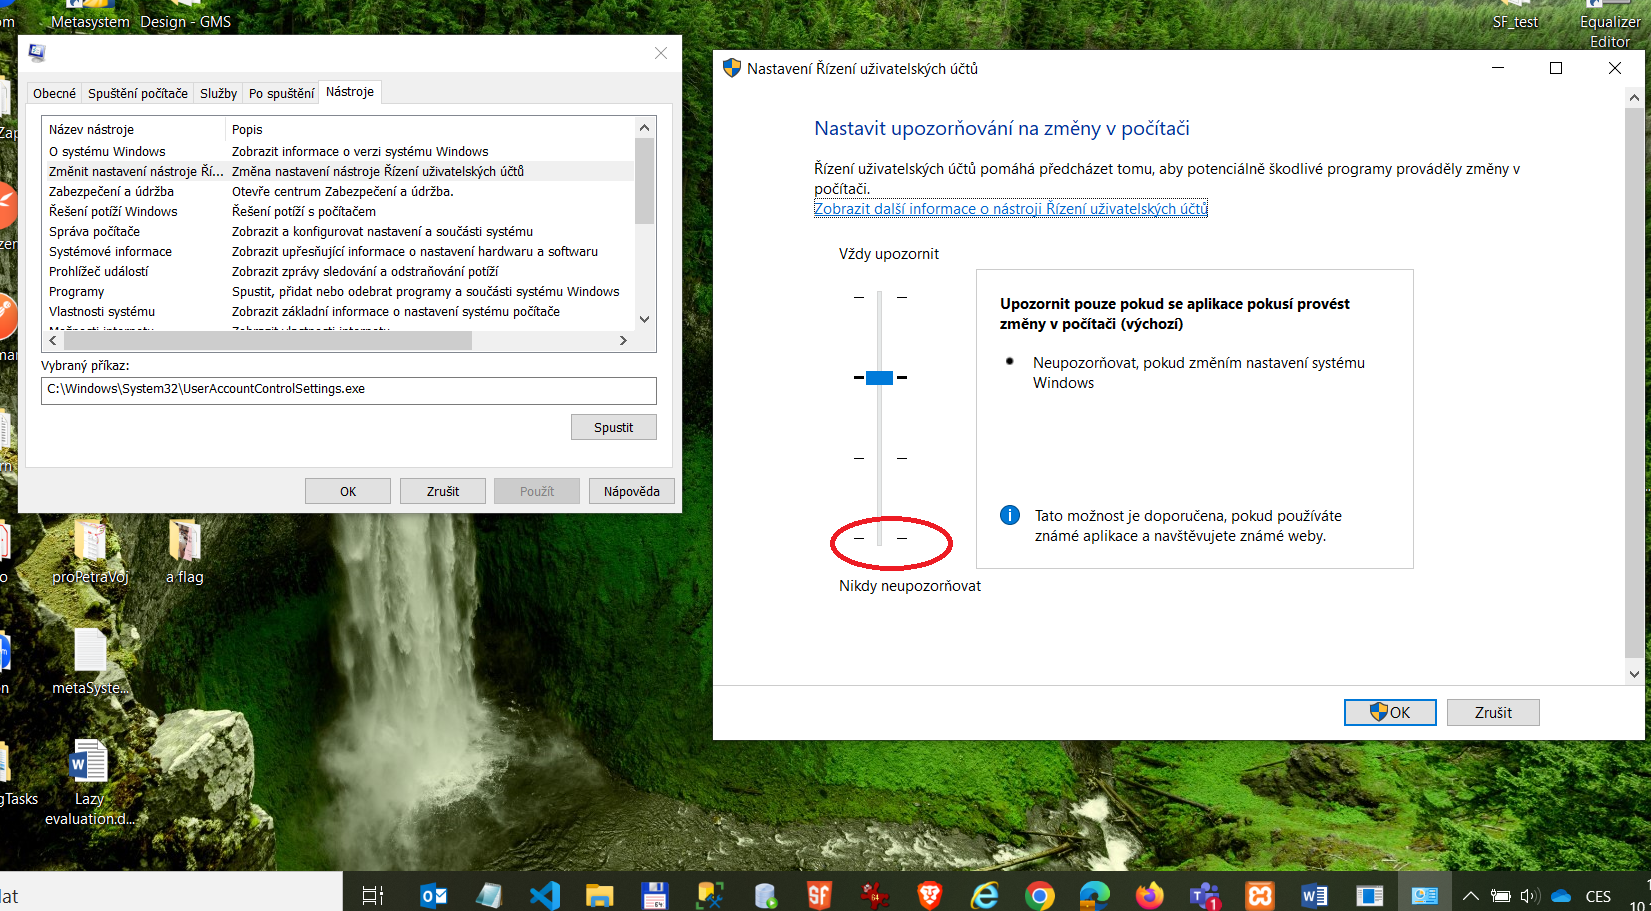 Metasystem
Design - GMS
SF_test
Equalizer
Editor
Obecné
Spuštění počítače
Služby
Po spuštění
Nástroje
Název nástroje
Popis
O systému Windows
Zobrazit informace o verzi systému Windows
Změnit nastavení nástroje Ří...
Změna nastavení nástroje Řízení uživatelských účtů
Zabezpečení a údržba
Otevře centrum Zabezpečení a údržba.
Řešení potíží Windows
Řešení potíží s počítačem
Správa počítače
Zobrazit a konfigurovat nastavení a součásti systému
Systémové informace
Zobrazit upřesňující informace o nastavení hardwaru a softwaru
Prohlížeč událostí
Zobrazit zprávy sledování a odstraňování potíží
Programy
Spustit, přidat nebo odebrat programy a součásti systému Windows
Vlastnosti systému
Zobrazit základní informace o nastavení systému počítače
Možnosti internetu
Zobrazit vlastnosti internetu
Vybraný příkaz:
C:\Windows\System32\UserAccountControlSettings.exe
Spustit
OK
Zrušit
Použít
Nápověda
Nastavení Řízení uživatelských účtů
Nastavit upozorňování na změny v počítači
Řízení uživatelských účtů pomáhá předcházet tomu, aby potenciálně škodlivé programy prováděly změny v
počítači.
Zobrazit další informace o nástroji Řízení uživatelských účtů
Vždy upozornit
Upozornit pouze pokud se aplikace pokusí provést
změny v počítači (výchozí)
Neupozorňovat, pokud změním nastavení systému
Windows
Tato možnost je doporučena, pokud používáte
známé aplikace a navštěvujete známé weby.
Nikdy neupozorňovat
OK
Zrušit
proPetraVoj
a flag
metaSyste...
gTasks
Lazy
evaluation.d...
lat
CES
10